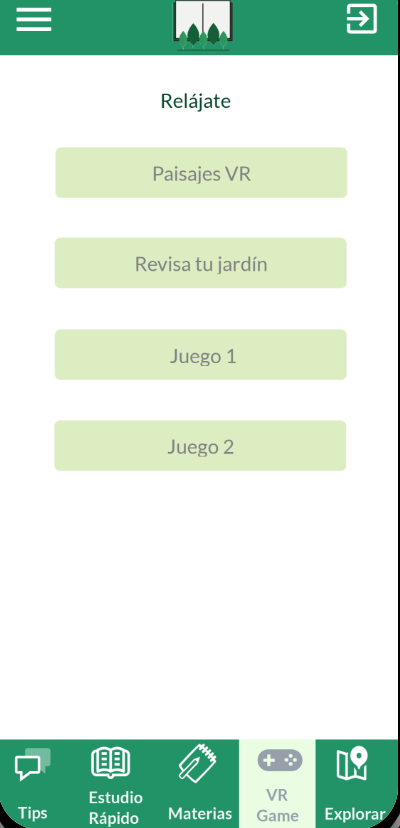 Relájate
Paisajes VR
Revisa tu jardín
Juego 1
Juego 2
Tips
Estudio
Rápido
Materias
VR
Game
Explorar